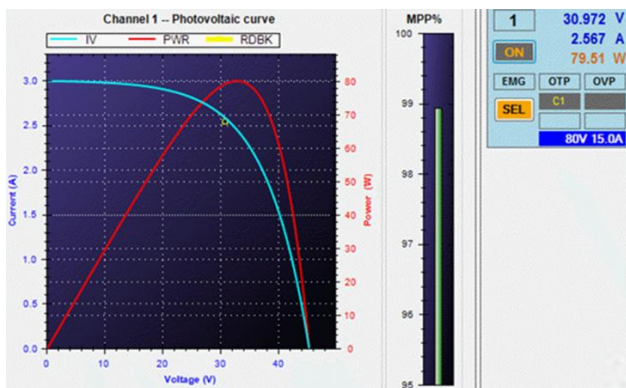 Channel 1 -- Photovoltaic curve
IV PWR RDBK
3.0
2.5
2.0
1.5
1.0
0.5
0.0
Current (A)
0 10 20 30 40
Voltage (V)
80
70
60
50
40
30
20
10
0
Power (W)
MPP%
100
99
98
97
96
95
1 30.972 V
2.567 A
ON 79.51 W
EMG OTP OVP
SEL C1
80V 15.0A